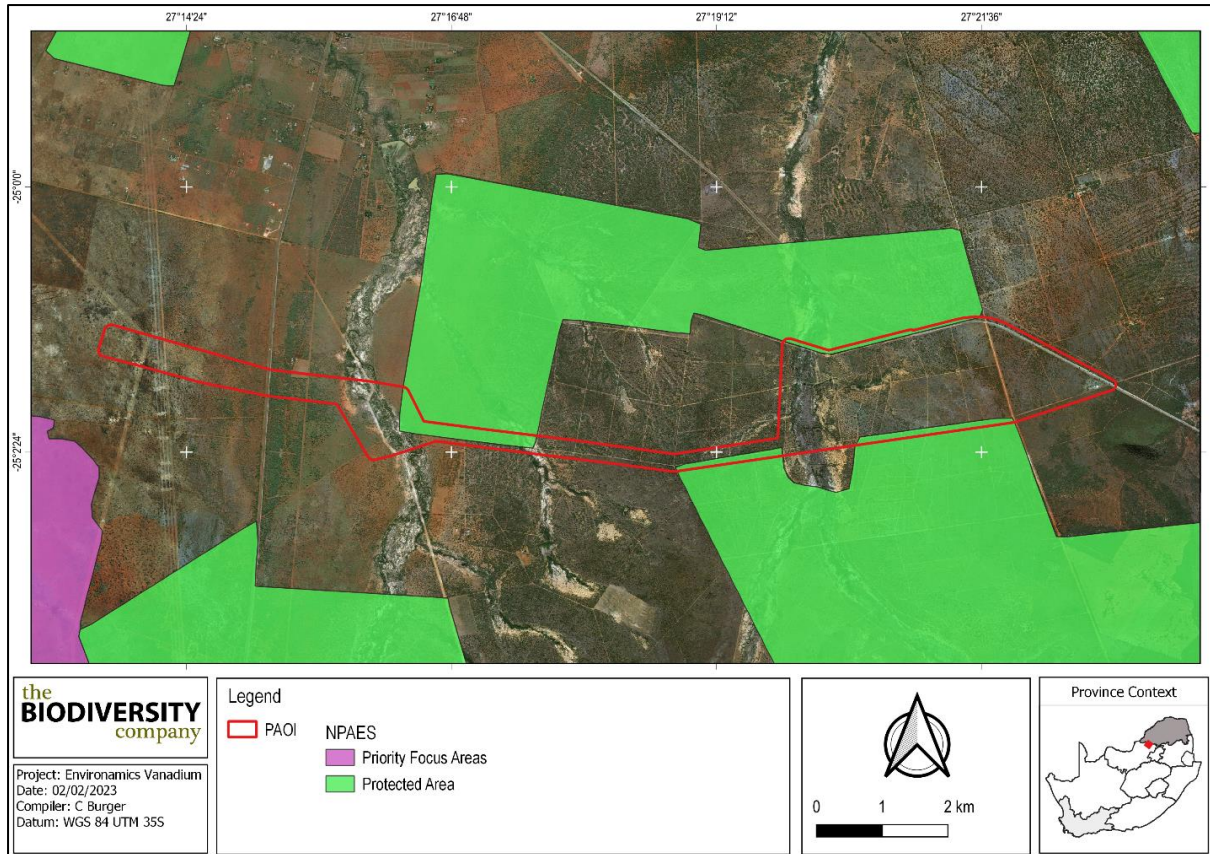 27°14'24"
27°16'48"
27°19'12"
27°21'36"
-25°0'0"
-25°2'24"
the
BIODIVERSITY
company
Project: Environamics Vanadium
Date: 02/02/2023
Compiler: C Burger
Datum: WGS 84 UTM 35S
Legend
PAOI
NPAES
Priority Focus Areas
Protected Area
0 1 2 km
Province Context